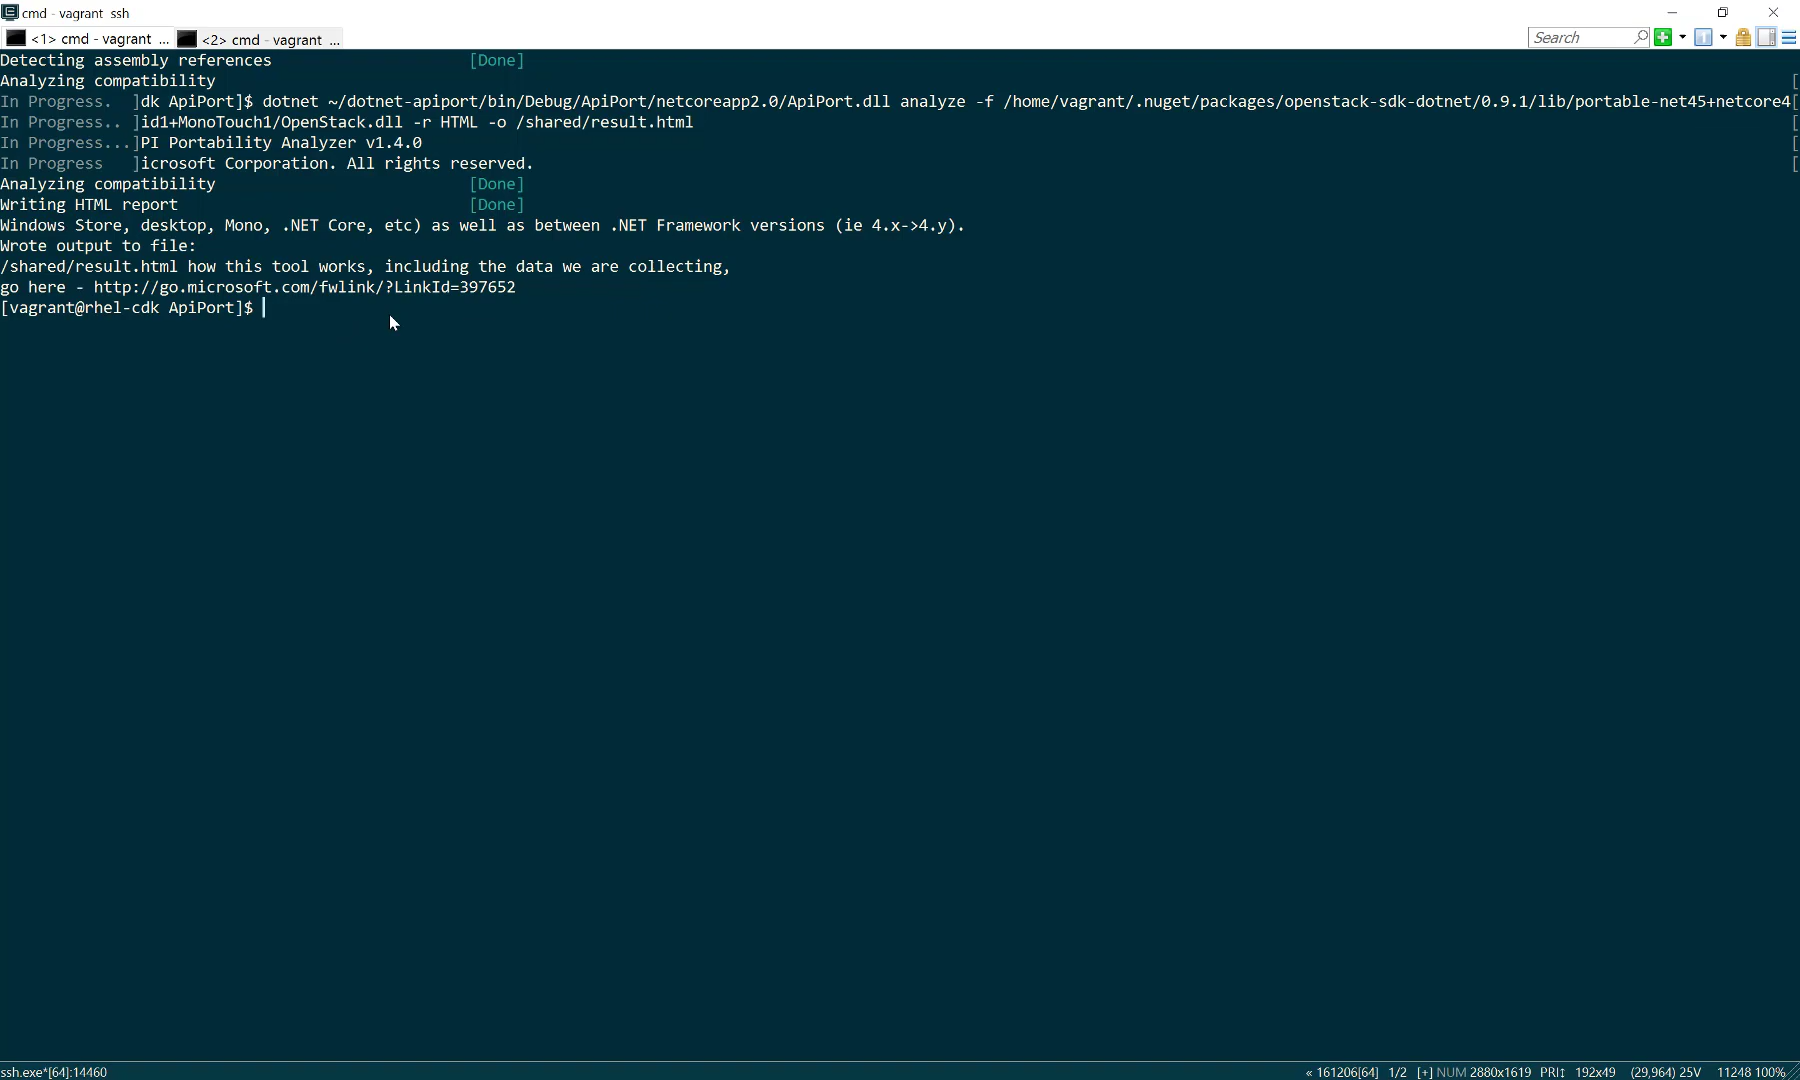 cmd - vagrant  ssh
<1> cmd - vagrant ...
<2> cmd - vagrant ...
Search
Detecting assembly references [Done]
Analyzing compatibility [
In Progress. ]dk ApiPort]$ dotnet ~/dotnet-apiport/bin/Debug/ApiPort/netcoreapp2.0/ApiPort.dll analyze -f /home/vagrant/.nuget/packages/openstack-sdk-dotnet/0.9.1/lib/portable-net45+netcore4[
In Progress.. ]id1+MonoTouch1/OpenStack.dll -r HTML -o /shared/result.html [
In Progress...]PI Portability Analyzer v1.4.0 [
In Progress ]icrosoft Corporation. All rights reserved. [
Analyzing compatibility [Done]
Writing HTML report [Done]
Windows Store, desktop, Mono, .NET Core, etc) as well as between .NET Framework versions (ie 4.x->4.y).
Wrote output to file:
/shared/result.html how this tool works, including the data we are collecting,
go here - http://go.microsoft.com/fwlink/?LinkId=397652
[vagrant@rhel-cdk ApiPort]$
ssh.exe*[64]:14460
« 161206[64] 1/2 [+] NUM 2880x1619 PRI↕ 192x49 (29,964) 25V 11248 100%